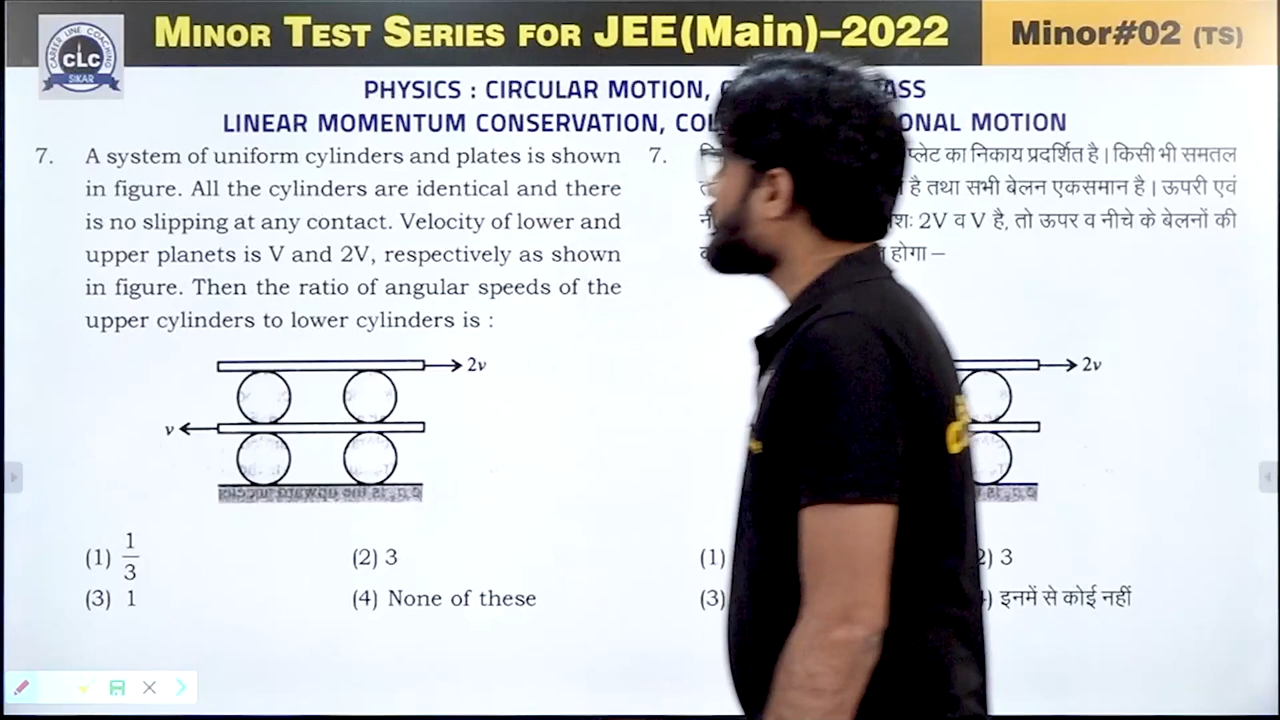 CAREER LINE COACHING
CLC
SIKAR
MINOR TEST SERIES FOR JEE(Main)–2022
Minor#02 (TS)
PHYSICS : CIRCULAR MOTION,
LINEAR MOMENTUM CONSERVATION,
MOTION
7. A system of uniform cylinders and plates is shown
in figure. All the cylinders are identical and there
is no slipping at any contact. Velocity of lower and
upper planets is V and 2V, respectively as shown
in figure. Then the ratio of angular speeds of the
upper cylinders to lower cylinders is :
2v
v
(1) 1/3
(2) 3
(3) 1
(4) None of these
7.
प्लेट का निकाय प्रदर्शित है। किसी भी समतल
है तथा सभी बेलन एकसमान है। ऊपरी एवं
2V व V है, तो ऊपर व नीचे के बेलनों की
होगा –
2v
(1)
3
(3)
इनमें से कोई नहीं